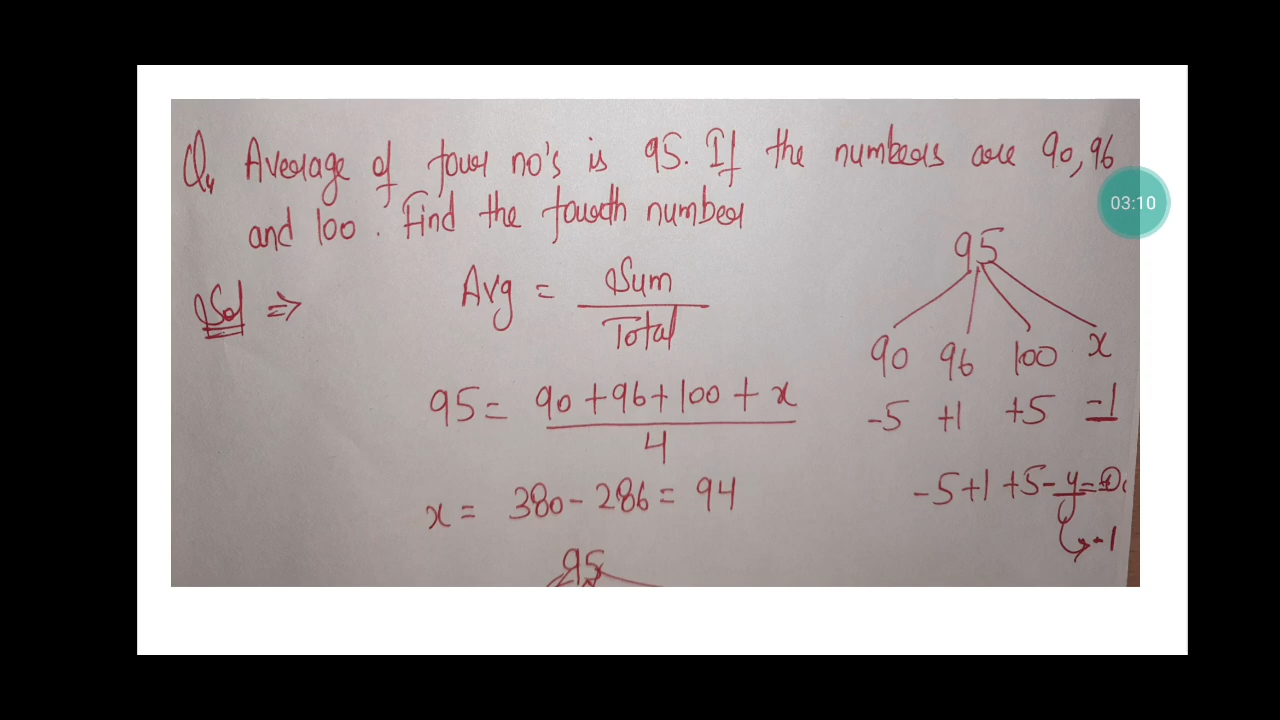 Q, Average of four no's is 95. If the numbers are 90, 96
and 100. Find the fourth number
Sol ⇒
Avg = Sum / Total
95 = 90 + 96 + 100 + x / 4
x = 380 - 286 = 94
95
95
90 96 100 x
-5 +1 +5 -1
-5+1 +5- y =
-1
03:10